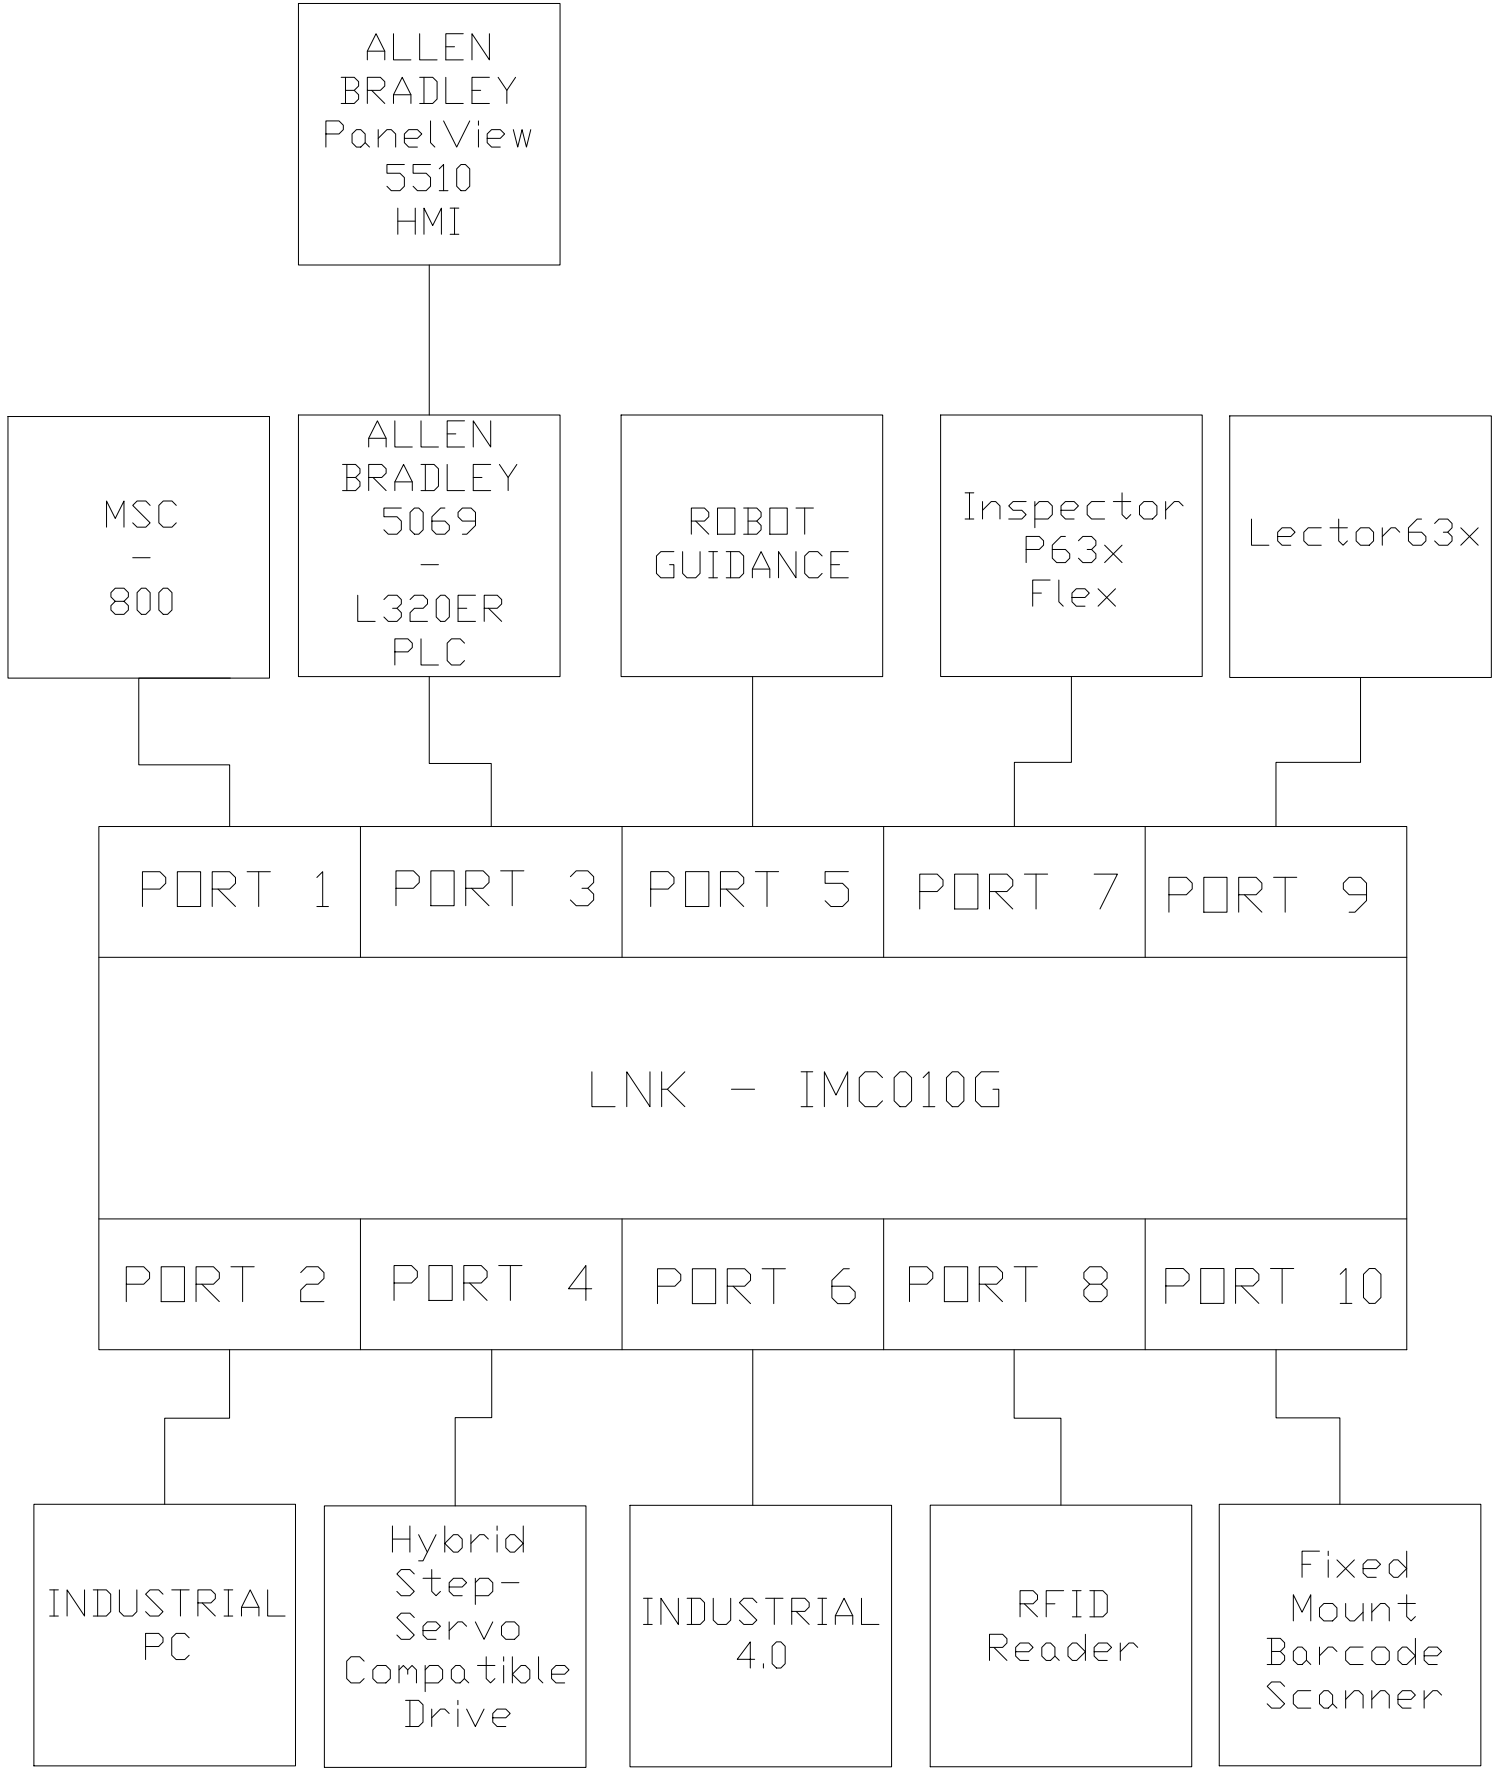 ALLEN
BRADLEY
PanelView
5510
HMI
MSC
-
800
ALLEN
BRADLEY
5069
-
L320ER
PLC
ROBOT
GUIDANCE
Inspector
P63x
Flex
Lector63x
PORT 1
PORT 3
PORT 5
PORT 7
PORT 9
LNK - IMC010G
PORT 2
PORT 4
PORT 6
PORT 8
PORT 10
INDUSTRIAL
PC
Hybrid
Step-
Servo
Compatible
Drive
INDUSTRIAL
4.0
RFID
Reader
Fixed
Mount
Barcode
Scanner